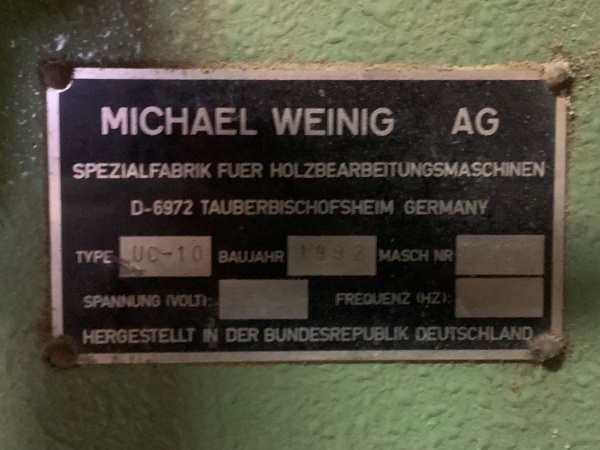 MICHAEL WEINIG AG
SPEZIALFABRIK FUER HOLZBEARBEITUNGSMASCHINEN
D-6972 TAUBERBISCHOFSHEIM GERMANY
TYPE UC-10 BAUJAHR 1992 MASCH NR
SPANNUNG (VOLT): FREQUENZ (HZ):
HERGESTELLT IN DER BUNDESREPUBLIK DEUTSCHLAND